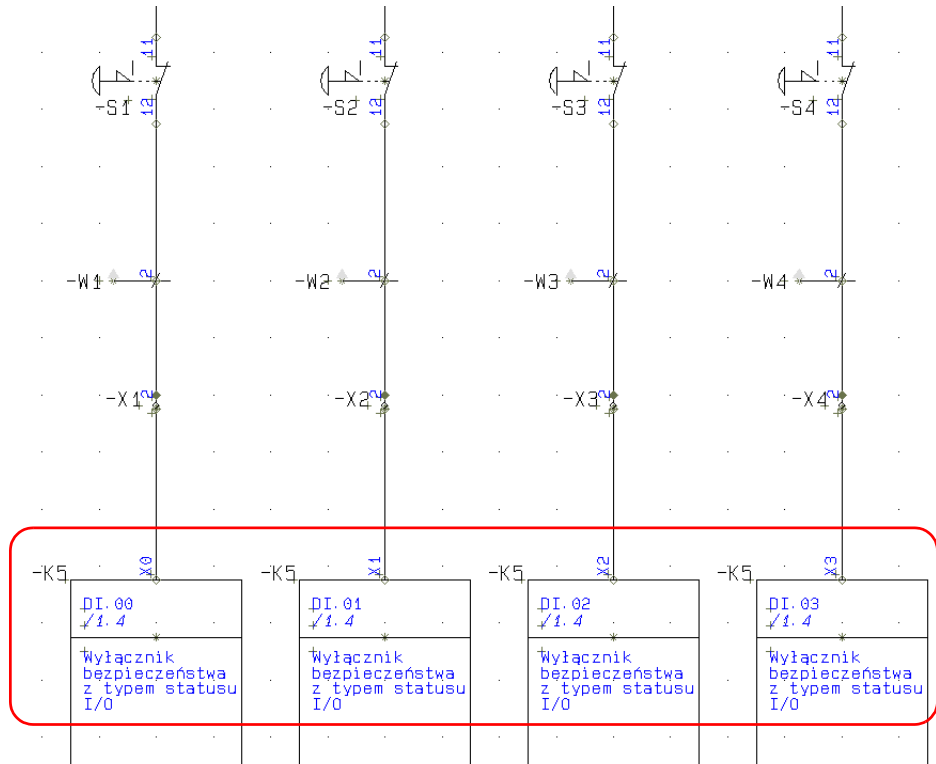 11 11 11 11
-S1 -S2 -S3 -S4
12 12 12 12
-W1 2 -W2 2 -W3 2 -W4 2
-X1 2 -X2 2 -X3 2 -X4 2
-K5 X0 -K5 X1 -K5 X2 -K5 X3
DI.00 DI.01 DI.02 DI.03
/1.4 /1.4 /1.4 /1.4
Wyłącznik Wyłącznik Wyłącznik Wyłącznik
bezpieczeństwa bezpieczeństwa bezpieczeństwa bezpieczeństwa
z typem statusu z typem statusu z typem statusu z typem statusu
I/O I/O I/O I/O